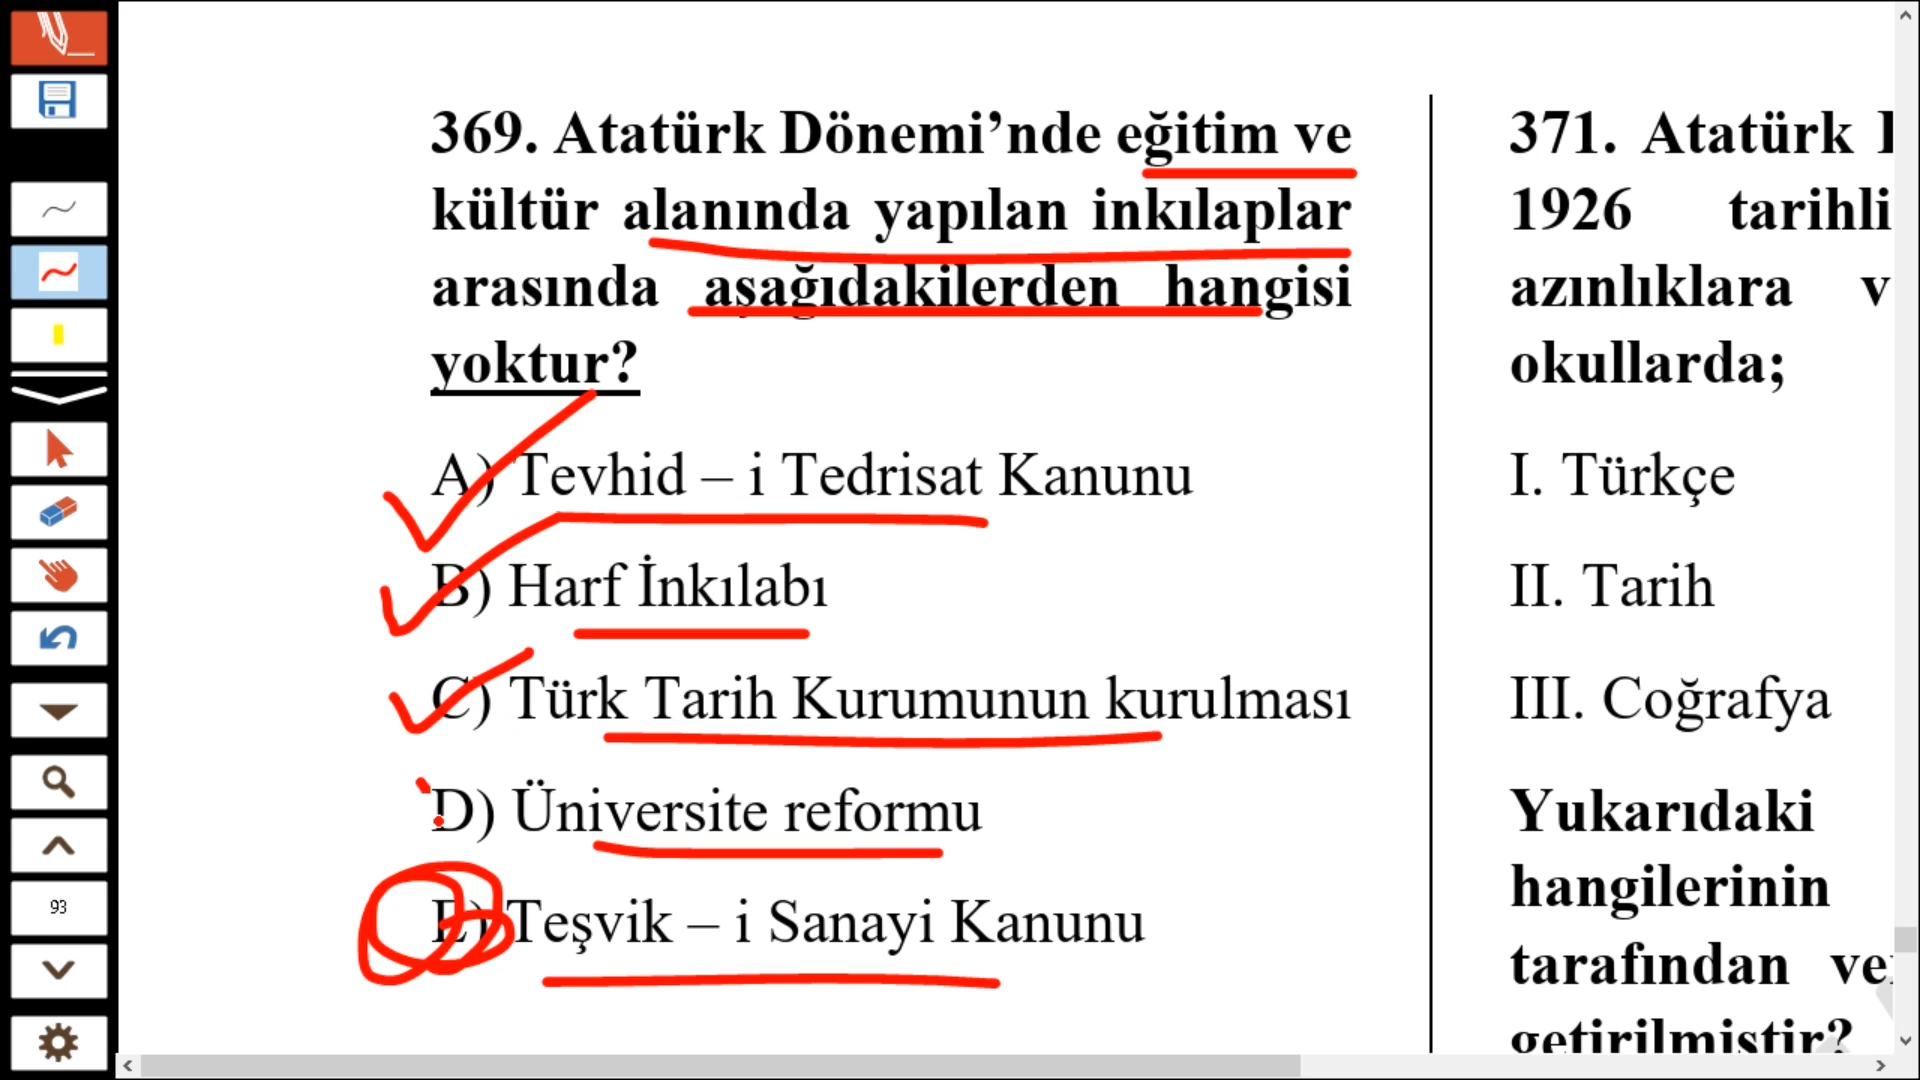 369. Atatürk Dönemi’nde eğitim ve
kültür alanında yapılan inkılaplar
arasında aşağıdakilerden hangisi
yoktur?
A) Tevhid – i Tedrisat Kanunu
B) Harf İnkılabı
C) Türk Tarih Kurumunun kurulması
D) Üniversite reformu
E) Teşvik – i Sanayi Kanunu
371. Atatürk
1926 tarihli
azınlıklara
okullarda;
I. Türkçe
II. Tarih
III. Coğrafya
Yukarıdaki
hangilerinin
tarafından
getirilmiştir?
93